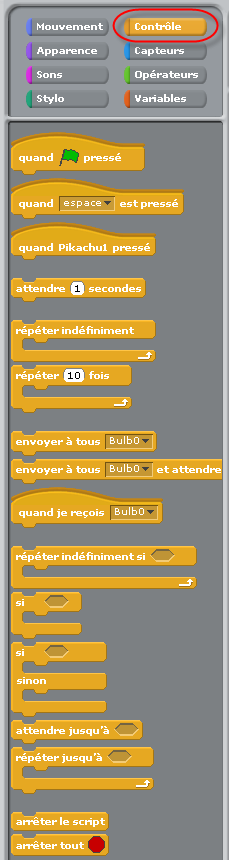 Mouvement Contrôle
Apparence Capteurs
Sons Opérateurs
Stylo Variables
quand pressé
quand espace est pressé
quand Pikachu1 pressé
attendre 1 secondes
répéter indéfiniment
répéter 10 fois
envoyer à tous Bulb0
envoyer à tous Bulb0 et attendre
quand je reçois Bulb0
répéter indéfiniment si
si
si
sinon
attendre jusqu'à
répéter jusqu'à
arrêter le script
arrêter tout